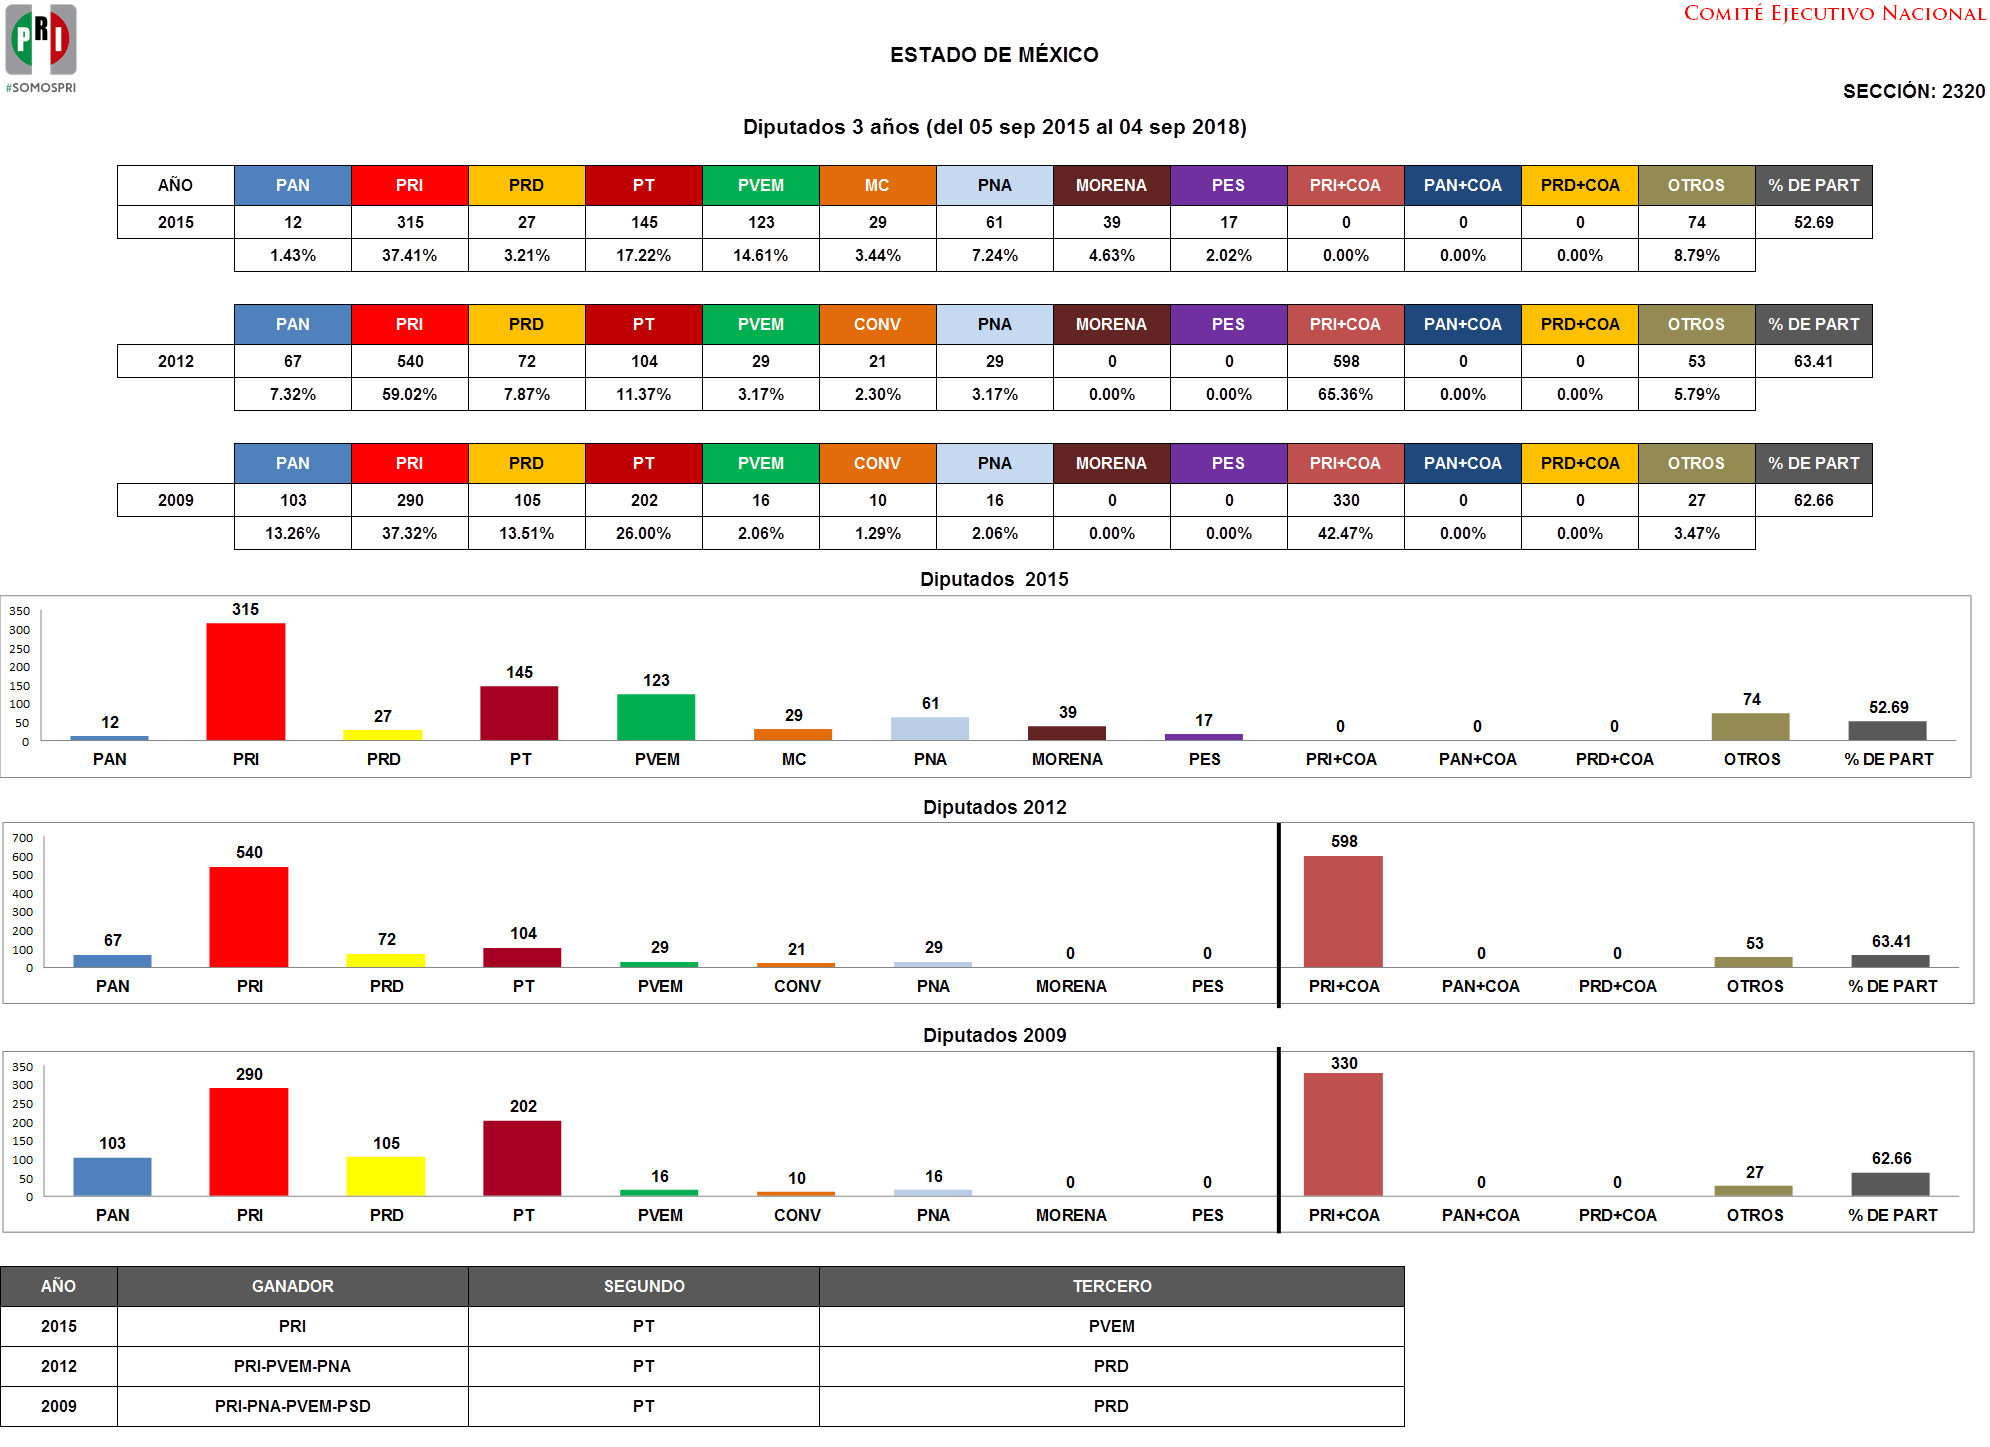 PRI
#SOMOSPRI
COMITÉ EJECUTIVO NACIONAL
ESTADO DE MÉXICO
SECCIÓN: 2320
Diputados 3 años (del 05 sep 2015 al 04 sep 2018)
AÑO PAN PRI PRD PT PVEM MC PNA MORENA PES PRI+COA PAN+COA PRD+COA OTROS % DE PART
2015 12 315 27 145 123 29 61 39 17 0 0 0 74 52.69
1.43% 37.41% 3.21% 17.22% 14.61% 3.44% 7.24% 4.63% 2.02% 0.00% 0.00% 0.00% 8.79%
PAN PRI PRD PT PVEM CONV PNA MORENA PES PRI+COA PAN+COA PRD+COA OTROS % DE PART
2012 67 540 72 104 29 21 29 0 0 598 0 0 53 63.41
7.32% 59.02% 7.87% 11.37% 3.17% 2.30% 3.17% 0.00% 0.00% 65.36% 0.00% 0.00% 5.79%
PAN PRI PRD PT PVEM CONV PNA MORENA PES PRI+COA PAN+COA PRD+COA OTROS % DE PART
2009 103 290 105 202 16 10 16 0 0 330 0 0 27 62.66
13.26% 37.32% 13.51% 26.00% 2.06% 1.29% 2.06% 0.00% 0.00% 42.47% 0.00% 0.00% 3.47%
Diputados 2015
350
300
250
200
150
100
50
0
12 315 27 145 123 29 61 39 17 0 0 0 74 52.69
PAN PRI PRD PT PVEM MC PNA MORENA PES PRI+COA PAN+COA PRD+COA OTROS % DE PART
Diputados 2012
700
600
500
400
300
200
100
0
67 540 72 104 29 21 29 0 0 598 0 0 53 63.41
PAN PRI PRD PT PVEM CONV PNA MORENA PES PRI+COA PAN+COA PRD+COA OTROS % DE PART
Diputados 2009
350
300
250
200
150
100
50
0
103 290 105 202 16 10 16 0 0 330 0 0 27 62.66
PAN PRI PRD PT PVEM CONV PNA MORENA PES PRI+COA PAN+COA PRD+COA OTROS % DE PART
AÑO GANADOR SEGUNDO TERCERO
2015 PRI PT PVEM
2012 PRI-PVEM-PNA PT PRD
2009 PRI-PNA-PVEM-PSD PT PRD